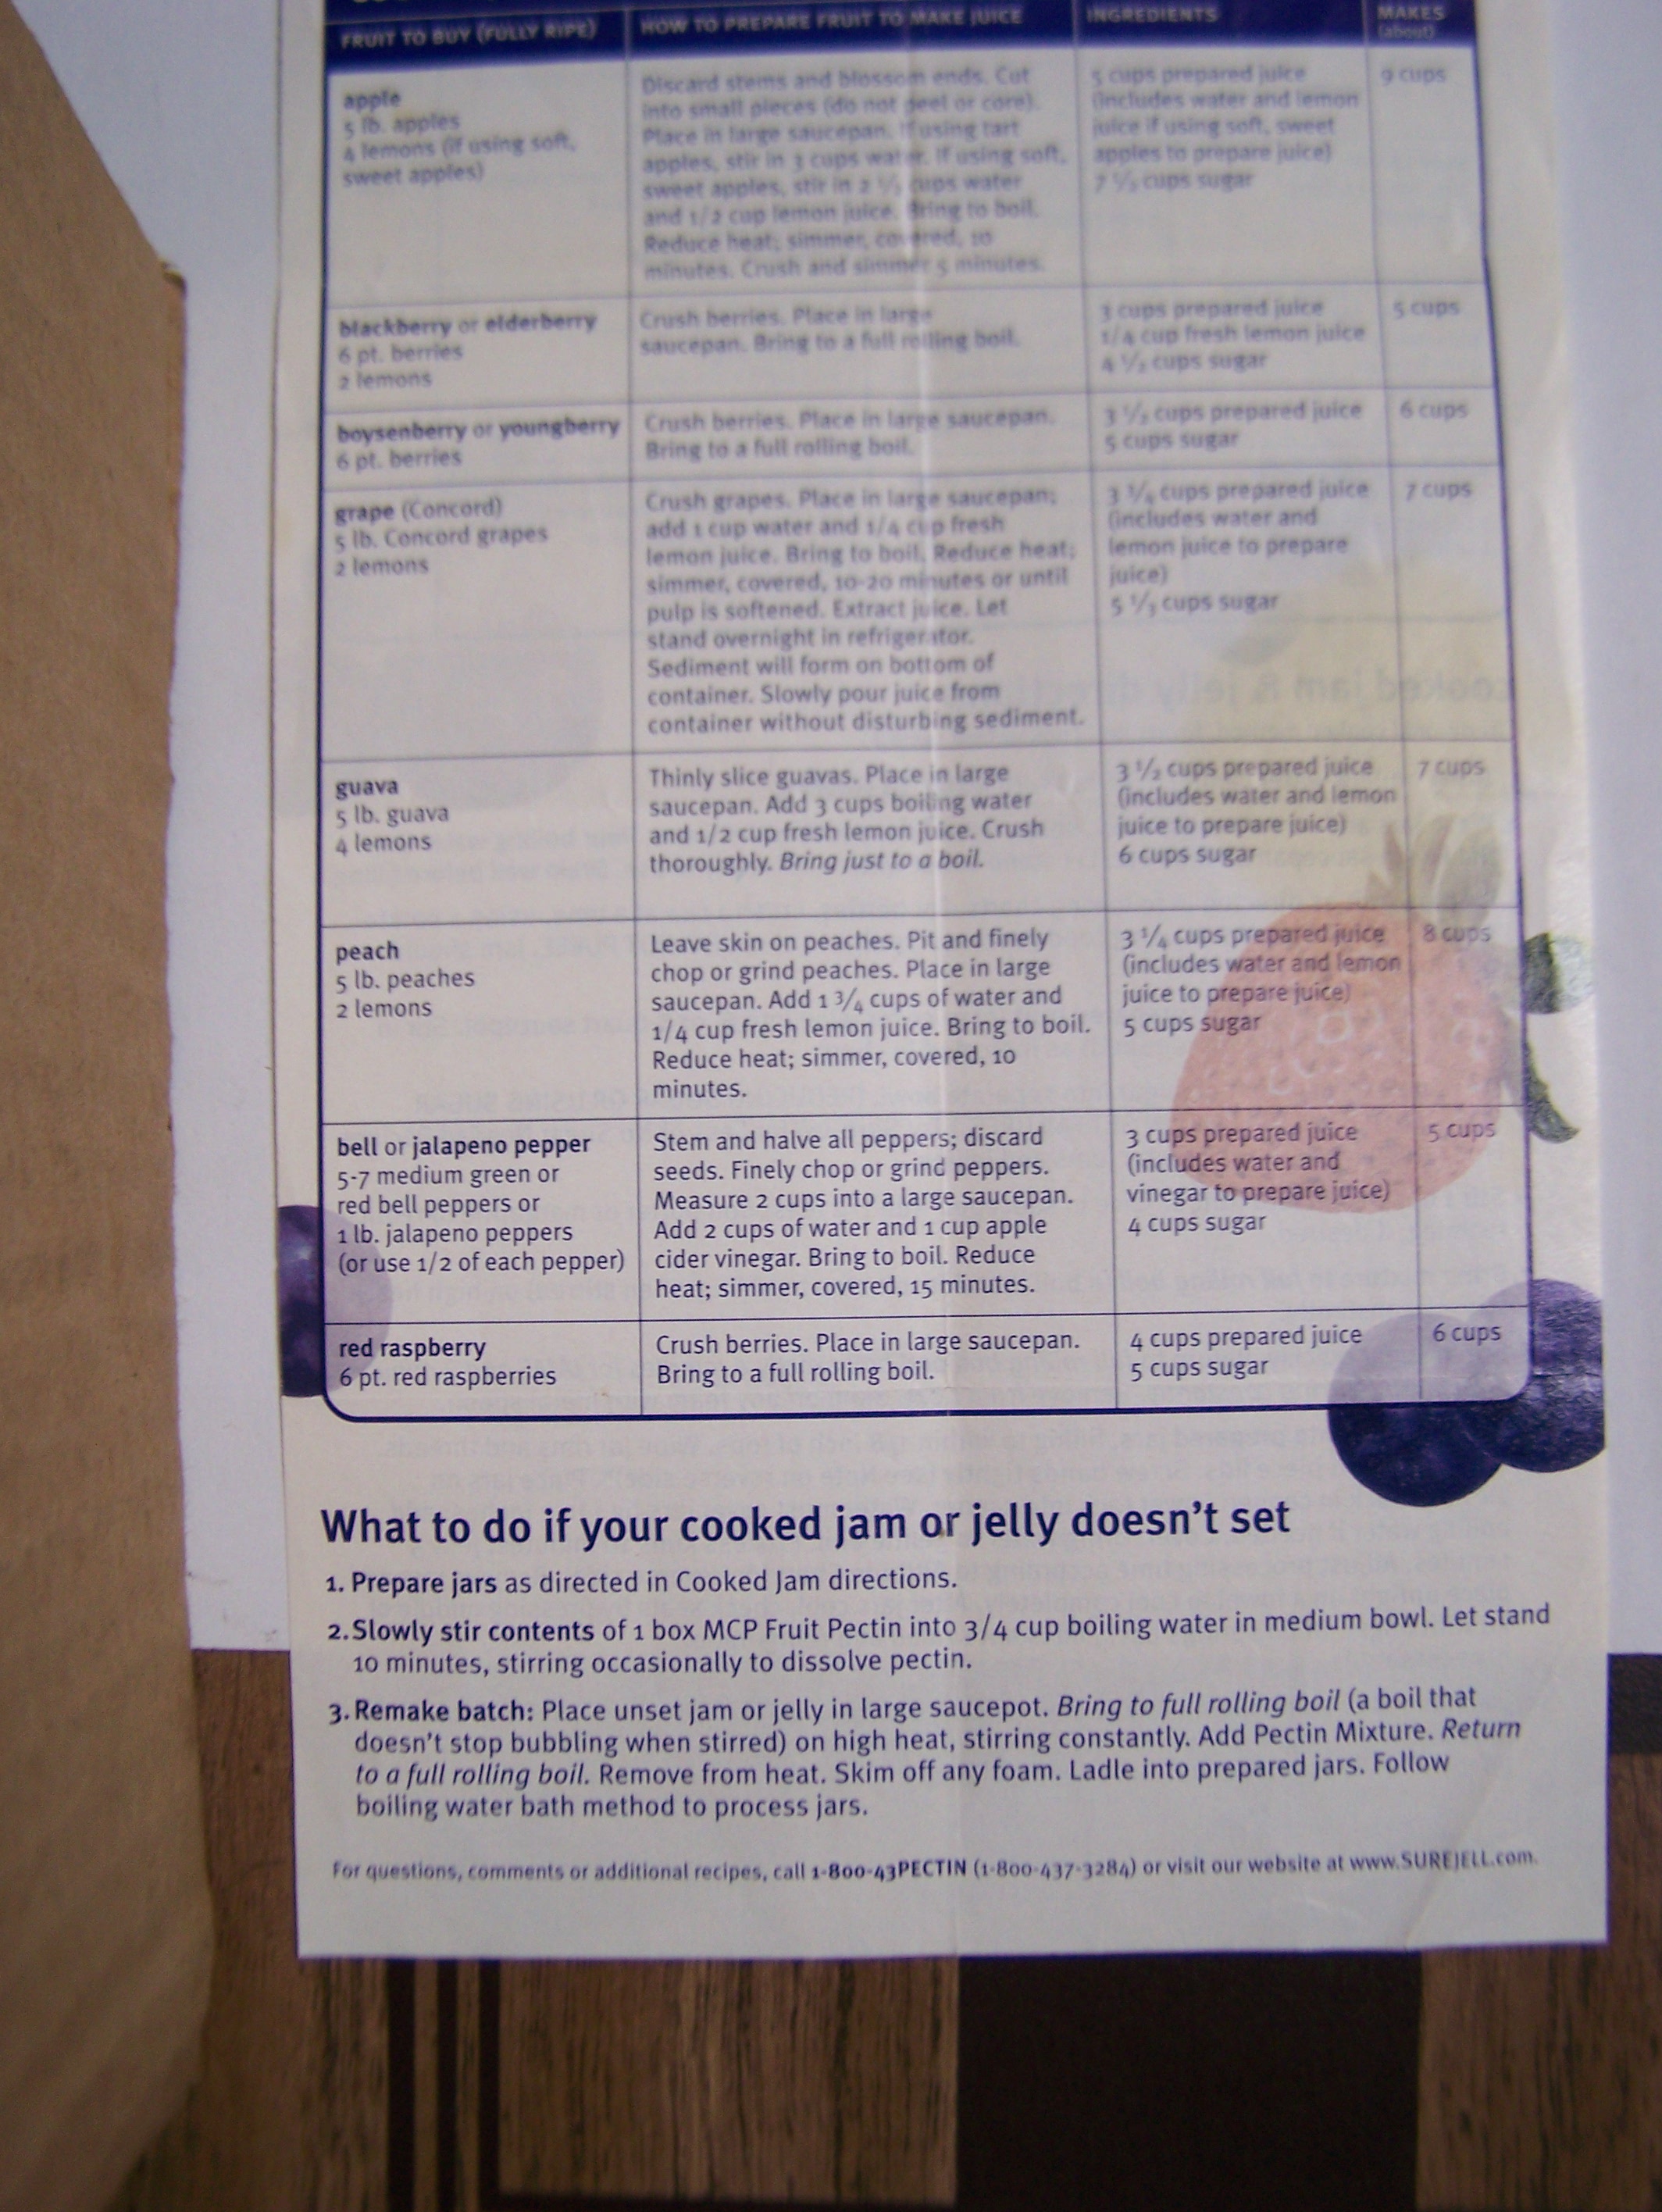 FRUIT TO BUY (FULLY RIPE)
HOW TO PREPARE FRUIT TO MAKE JUICE
INGREDIENTS
MAKES
(about)
apple
5 lb. apples
4 lemons (if using soft,
sweet apples)
Discard stems and blossom ends. Cut
into small pieces (do not peel or core).
Place in large saucepan. If using tart
apples, stir in 3 cups water. If using soft,
sweet apples, stir in 2 cups water
and 1/2 cup lemon juice. Bring to boil.
Reduce heat; simmer, covered, 10
minutes. Crush and simmer 5 minutes.
5 cups prepared juice
(includes water and lemon
juice if using soft, sweet
apples to prepare juice)
7 cups sugar
9 cups
blackberry or elderberry
6 pt. berries
2 lemons
Crush berries. Place in large
saucepan. Bring to a full rolling boil.
3 cups prepared juice
1/4 cup fresh lemon juice
4 cups sugar
5 cups
boysenberry or youngberry
6 pt. berries
Crush berries. Place in large saucepan.
Bring to a full rolling boil.
3 cups prepared juice
5 cups sugar
6 cups
grape (Concord)
5 lb. Concord grapes
2 lemons
Crush grapes. Place in large saucepan;
add 1 cup water and 1/4 cup fresh
lemon juice. Bring to boil. Reduce heat;
simmer, covered, 10-20 minutes or until
pulp is softened. Extract juice. Let
stand overnight in refrigerator.
Sediment will form on bottom of
container. Slowly pour juice from
container without disturbing sediment.
3 1/4 cups prepared juice
(includes water and
lemon juice to prepare
juice)
5 cups sugar
7 cups
guava
5 lb. guava
4 lemons
Thinly slice guavas. Place in large
saucepan. Add 3 cups boiling water
and 1/2 cup fresh lemon juice. Crush
thoroughly. Bring just to a boil.
3 1/2 cups prepared juice
(includes water and lemon
juice to prepare juice)
6 cups sugar
7 cups
peach
5 lb. peaches
2 lemons
Leave skin on peaches. Pit and finely
chop or grind peaches. Place in large
saucepan. Add 1 3/4 cups of water and
1/4 cup fresh lemon juice. Bring to boil.
Reduce heat; simmer, covered, 10
minutes.
3 1/4 cups prepared juice
(includes water and lemon
juice to prepare juice)
5 cups sugar
8 cups
bell or jalapeno pepper
5-7 medium green or
red bell peppers or
1 lb. jalapeno peppers
(or use 1/2 of each pepper)
Stem and halve all peppers; discard
seeds. Finely chop or grind peppers.
Measure 2 cups into a large saucepan.
Add 2 cups of water and 1 cup apple
cider vinegar. Bring to boil. Reduce
heat; simmer, covered, 15 minutes.
3 cups prepared juice
(includes water and
vinegar to prepare juice)
4 cups sugar
5 cups
red raspberry
6 pt. red raspberries
Crush berries. Place in large saucepan.
Bring to a full rolling boil.
4 cups prepared juice
5 cups sugar
6 cups
What to do if your cooked jam or jelly doesn't set
1. Prepare jars as directed in Cooked Jam directions.
2. Slowly stir contents of 1 box MCP Fruit Pectin into 3/4 cup boiling water in medium bowl. Let stand
10 minutes, stirring occasionally to dissolve pectin.
3. Remake batch: Place unset jam or jelly in large saucepot. Bring to full rolling boil (a boil that
doesn't stop bubbling when stirred) on high heat, stirring constantly. Add Pectin Mixture. Return
to a full rolling boil. Remove from heat. Skim off any foam. Ladle into prepared jars. Follow
boiling water bath method to process jars.
For questions, comments or additional recipes, call 1-800-43PECTIN (1-800-437-3284) or visit our website at www.SUREJELL.com.